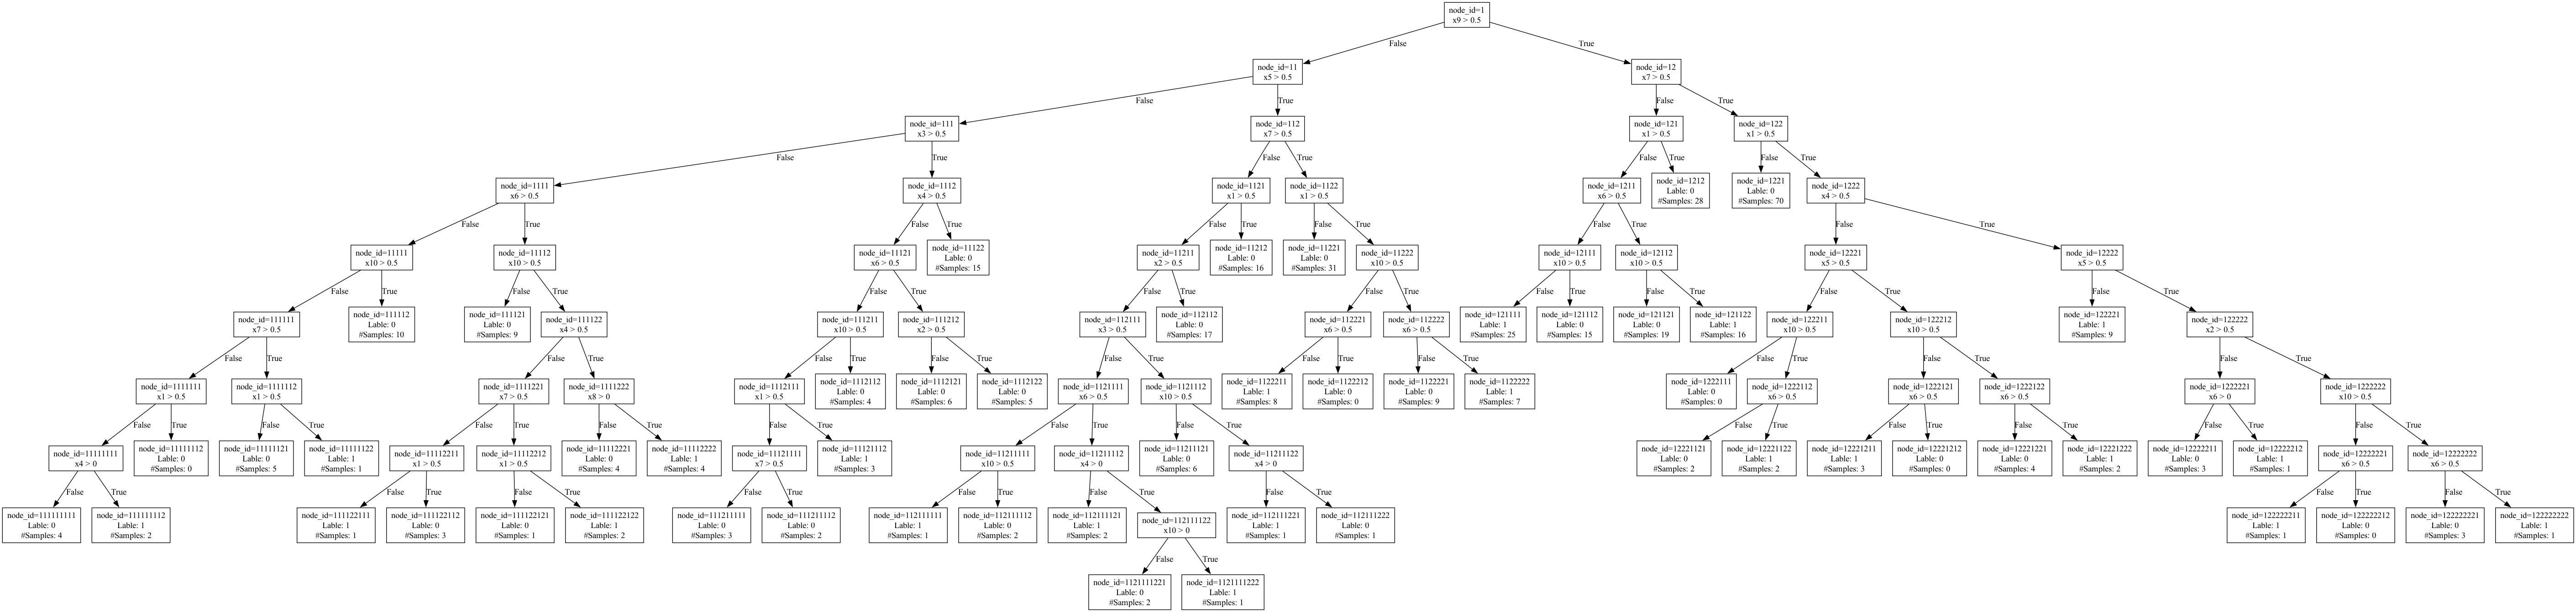 node_id=1
x9 > 0.5
False
True
node_id=11
x5 > 0.5
node_id=12
x7 > 0.5
False
True
False
True
node_id=111
x3 > 0.5
node_id=112
x7 > 0.5
node_id=121
x1 > 0.5
node_id=122
x1 > 0.5
False
True
False
True
False
True
False
True
node_id=1111
x6 > 0.5
node_id=1112
x4 > 0.5
node_id=1121
x1 > 0.5
node_id=1122
x1 > 0.5
node_id=1211
x6 > 0.5
node_id=1212
Lable: 0
#Samples: 28
node_id=1221
Lable: 0
#Samples: 70
node_id=1222
x4 > 0.5
False
True
False
True
False
True
False
True
False
True
False
True
node_id=11111
x10 > 0.5
node_id=11112
x10 > 0.5
node_id=11121
x6 > 0.5
node_id=11122
Lable: 0
#Samples: 15
node_id=11211
x2 > 0.5
node_id=11212
Lable: 0
#Samples: 16
node_id=11221
Lable: 0
#Samples: 31
node_id=11222
x10 > 0.5
node_id=12111
x10 > 0.5
node_id=12112
x10 > 0.5
node_id=12221
x5 > 0.5
node_id=12222
x5 > 0.5
False
True
False
True
False
True
False
True
False
True
False
True
False
True
False
True
False
True
node_id=111111
x7 > 0.5
node_id=111112
Lable: 0
#Samples: 10
node_id=111121
Lable: 0
#Samples: 9
node_id=111122
x4 > 0.5
node_id=111211
x10 > 0.5
node_id=111212
x2 > 0.5
node_id=112111
x3 > 0.5
node_id=112112
Lable: 0
#Samples: 17
node_id=112221
x6 > 0.5
node_id=112222
x6 > 0.5
node_id=121111
Lable: 1
#Samples: 25
node_id=121112
Lable: 0
#Samples: 15
node_id=121121
Lable: 0
#Samples: 19
node_id=121122
Lable: 1
#Samples: 16
node_id=122211
x10 > 0.5
node_id=122212
x10 > 0.5
node_id=122221
Lable: 1
#Samples: 9
node_id=122222
x2 > 0.5
False
True
False
True
False
True
False
True
False
True
False
True
False
True
False
True
False
True
False
True
node_id=1111111
x1 > 0.5
node_id=1111112
x1 > 0.5
node_id=1111221
x7 > 0.5
node_id=1111222
x8 > 0
node_id=1112111
x1 > 0.5
node_id=1112112
Lable: 0
#Samples: 4
node_id=1112121
Lable: 0
#Samples: 6
node_id=1112122
Lable: 0
#Samples: 5
node_id=1121111
x6 > 0.5
node_id=1121112
x10 > 0.5
node_id=1122211
Lable: 1
#Samples: 8
node_id=1122212
Lable: 0
#Samples: 0
node_id=1122221
Lable: 0
#Samples: 9
node_id=1122222
Lable: 1
#Samples: 7
node_id=1222111
Lable: 0
#Samples: 0
node_id=1222112
x6 > 0.5
node_id=1222121
x6 > 0.5
node_id=1222122
x6 > 0.5
node_id=1222221
x6 > 0
node_id=1222222
x10 > 0.5
False
True
False
True
False
True
False
True
False
True
False
True
False
True
False
True
False
True
False
True
False
True
False
True
node_id=11111111
x4 > 0
node_id=11111112
Lable: 0
#Samples: 0
node_id=11111121
Lable: 0
#Samples: 5
node_id=11111122
Lable: 1
#Samples: 1
node_id=11112211
x1 > 0.5
node_id=11112212
x1 > 0.5
node_id=11112221
Lable: 0
#Samples: 4
node_id=11112222
Lable: 1
#Samples: 4
node_id=11121111
x7 > 0.5
node_id=11121112
Lable: 1
#Samples: 3
node_id=11211111
x10 > 0.5
node_id=11211112
x4 > 0
node_id=11211121
Lable: 0
#Samples: 6
node_id=11211122
x4 > 0
node_id=12221121
Lable: 0
#Samples: 2
node_id=12221122
Lable: 1
#Samples: 2
node_id=12221211
Lable: 1
#Samples: 3
node_id=12221212
Lable: 0
#Samples: 0
node_id=12221221
Lable: 0
#Samples: 4
node_id=12221222
Lable: 1
#Samples: 2
node_id=12222211
Lable: 0
#Samples: 3
node_id=12222212
Lable: 1
#Samples: 1
node_id=12222221
x6 > 0.5
node_id=12222222
x6 > 0.5
False
True
False
True
False
True
False
True
False
True
False
True
False
True
False
True
False
True
node_id=111111111
Lable: 0
#Samples: 4
node_id=111111112
Lable: 1
#Samples: 2
node_id=111122111
Lable: 1
#Samples: 1
node_id=111122112
Lable: 0
#Samples: 3
node_id=111122121
Lable: 0
#Samples: 1
node_id=111122122
Lable: 1
#Samples: 2
node_id=111211111
Lable: 0
#Samples: 3
node_id=111211112
Lable: 0
#Samples: 2
node_id=112111111
Lable: 1
#Samples: 1
node_id=112111112
Lable: 0
#Samples: 2
node_id=112111121
Lable: 1
#Samples: 2
node_id=112111122
x10 > 0
node_id=112111221
Lable: 1
#Samples: 1
node_id=112111222
Lable: 0
#Samples: 1
node_id=122222211
Lable: 1
#Samples: 1
node_id=122222212
Lable: 0
#Samples: 0
node_id=122222221
Lable: 0
#Samples: 3
node_id=122222222
Lable: 1
#Samples: 1
False
True
node_id=1121111221
Lable: 0
#Samples: 2
node_id=1121111222
Lable: 1
#Samples: 1